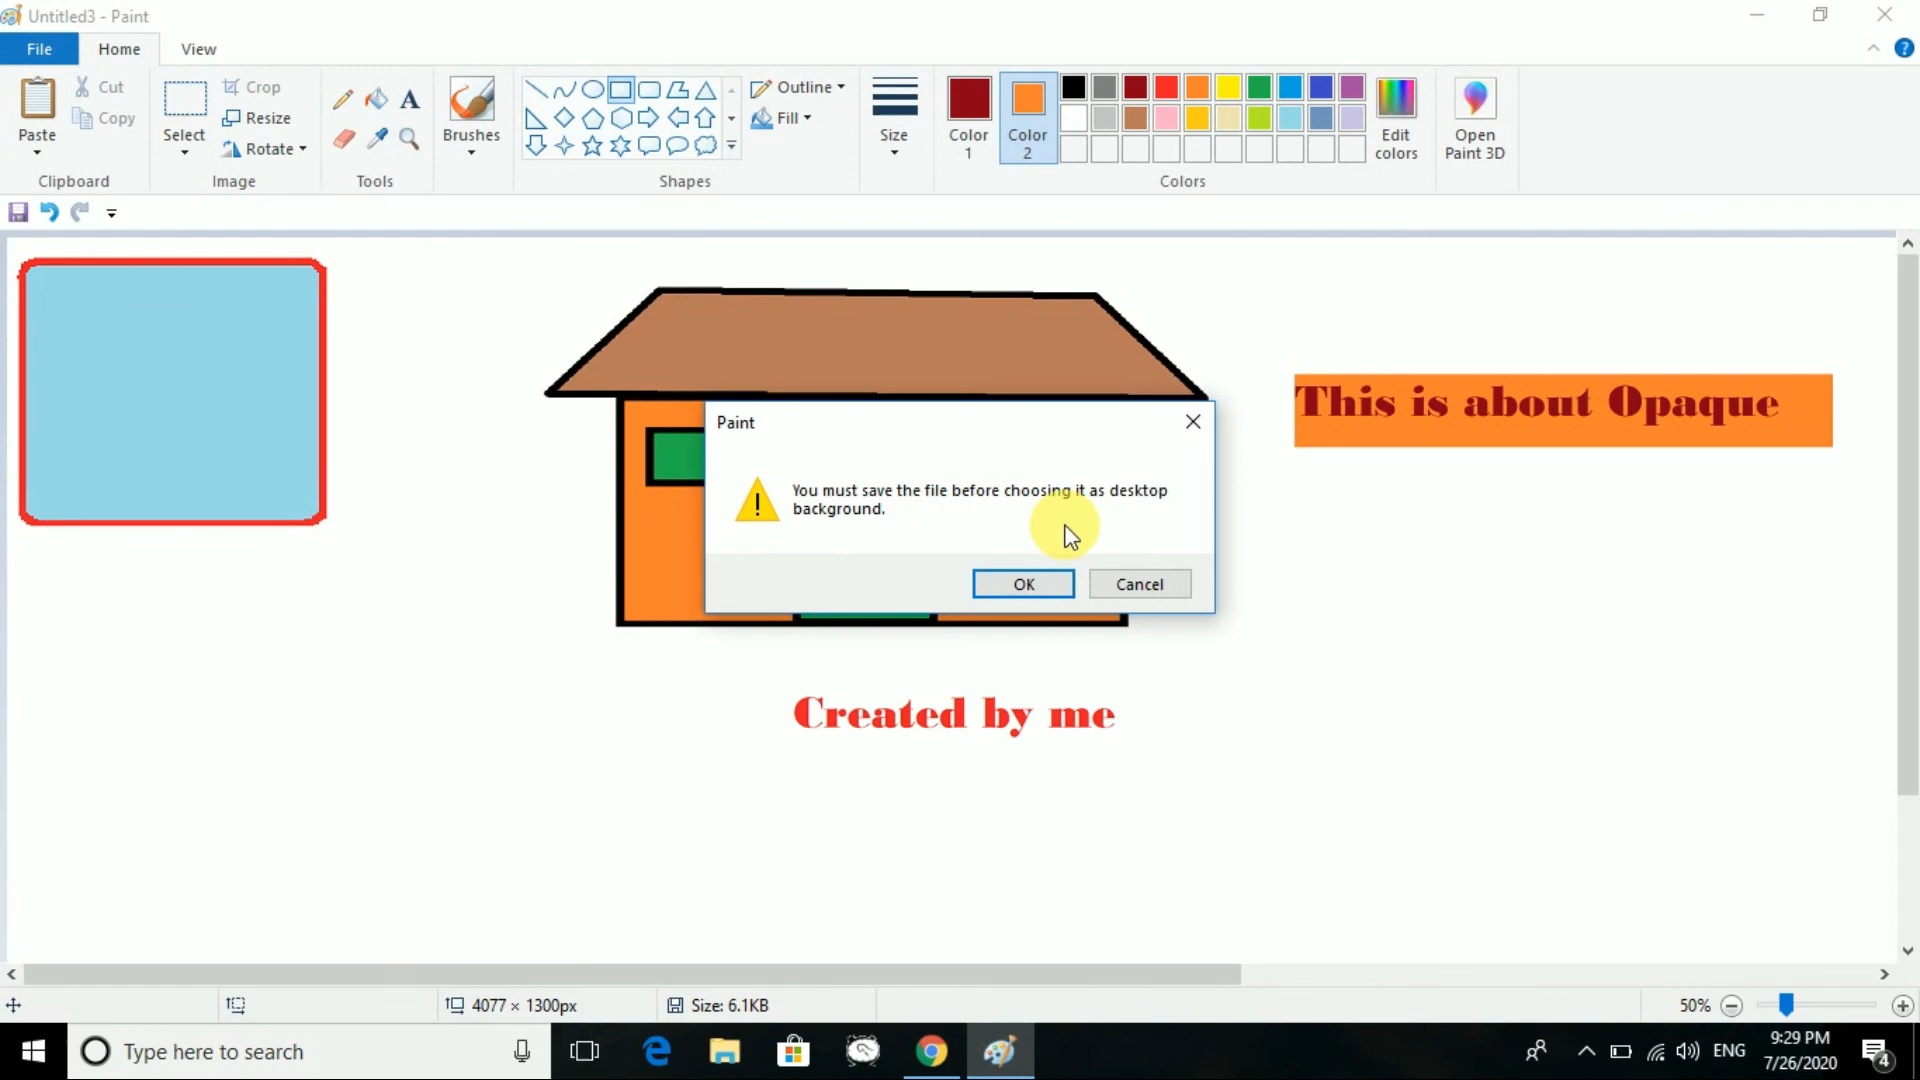 Untitled3 - Paint
File Home View
Paste
Cut
Copy
Clipboard
Select
Crop
Resize
Rotate
Image
A
Tools
Brushes
Shapes
Outline
Fill
Size
Color 1
Color 2
Colors
Edit colors
Open Paint 3D
?
This is about Opaque
Paint
You must save the file before choosing it as desktop
background.
OK Cancel
Created by me
4077 × 1300px
Size: 6.1KB
50%
Type here to search
ENG
9:29 PM
7/26/2020
4